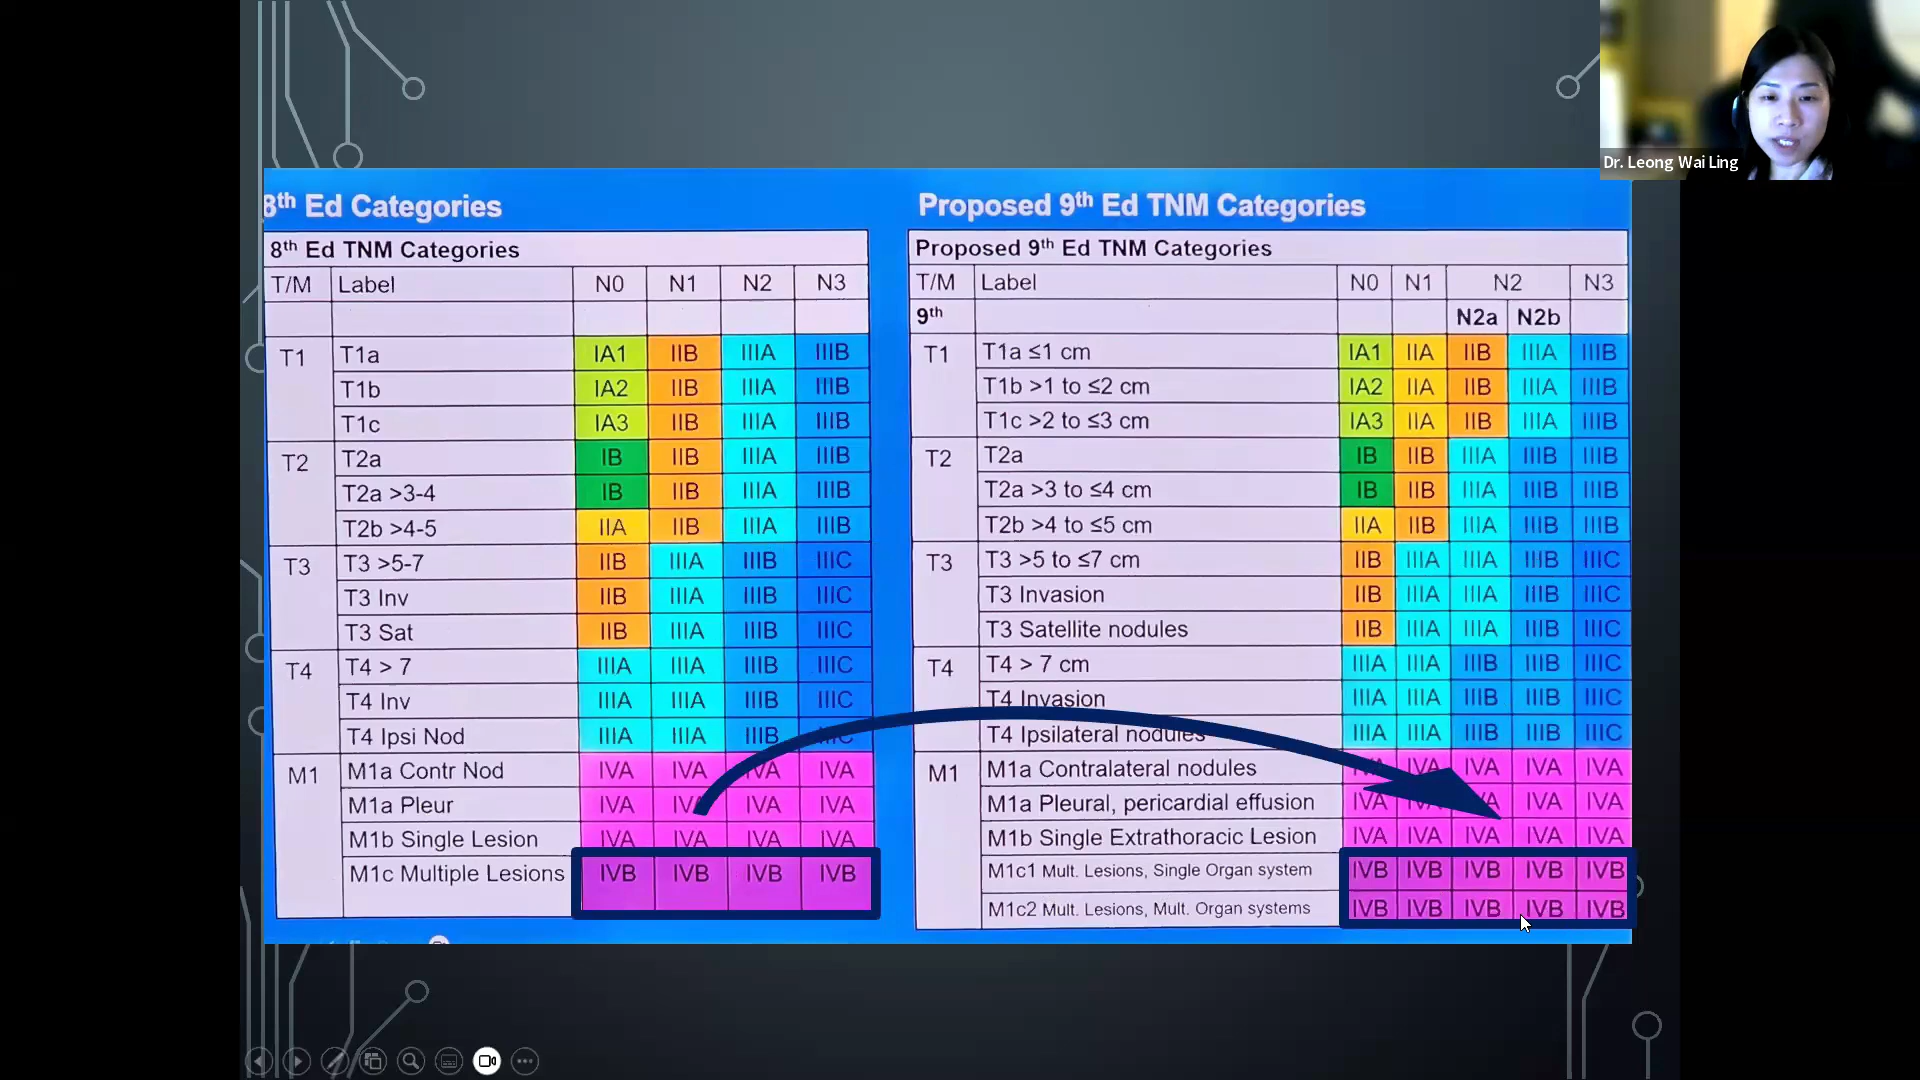 Dr. Leong Wai Ling
8th Ed Categories
8th Ed TNM Categories
T/M Label N0 N1 N2 N3
T1 T1a IA1 IIB IIIA IIIB
T1b IA2 IIB IIIA IIIB
T1c IA3 IIB IIIA IIIB
T2 T2a IB IIB IIIA IIIB
T2a >3-4 IB IIB IIIA IIIB
T2b >4-5 IIA IIB IIIA IIIB
T3 T3 >5-7 IIB IIIA IIIB IIIC
T3 Inv IIB IIIA IIIB IIIC
T3 Sat IIB IIIA IIIB IIIC
T4 T4 > 7 IIIA IIIA IIIB IIIC
T4 Inv IIIA IIIA IIIB IIIC
T4 Ipsi Nod IIIA IIIA IIIB IIIC
M1 M1a Contr Nod IVA IVA IVA IVA
M1a Pleur IVA IVA IVA IVA
M1b Single Lesion IVA IVA IVA IVA
M1c Multiple Lesions IVB IVB IVB IVB
Proposed 9th Ed TNM Categories
Proposed 9th Ed TNM Categories
T/M Label N0 N1 N2 N3
9th N2a N2b
T1 T1a ≤1 cm IA1 IIA IIB IIIA IIIB
T1b >1 to ≤2 cm IA2 IIA IIB IIIA IIIB
T1c >2 to ≤3 cm IA3 IIA IIB IIIA IIIB
T2 T2a IB IIB IIIA IIIB IIIB
T2a >3 to ≤4 cm IB IIB IIIA IIIB IIIB
T2b >4 to ≤5 cm IIA IIB IIIA IIIB IIIB
T3 T3 >5 to ≤7 cm IIB IIIA IIIA IIIB IIIC
T3 Invasion IIB IIIA IIIA IIIB IIIC
T3 Satellite nodules IIB IIIA IIIA IIIB IIIC
T4 T4 > 7 cm IIIA IIIA IIIB IIIB IIIC
T4 Invasion IIIA IIIA IIIB IIIB IIIC
T4 Ipsilateral nodules IIIA IIIA IIIB IIIB IIIC
M1 M1a Contralateral nodules IVA IVA IVA IVA IVA
M1a Pleural, pericardial effusion IVA IVA IVA IVA IVA
M1b Single Extrathoracic Lesion IVA IVA IVA IVA IVA
M1c1 Mult. Lesions, Single Organ system IVB IVB IVB IVB IVB
M1c2 Mult. Lesions, Mult. Organ systems IVB IVB IVB IVB IVB